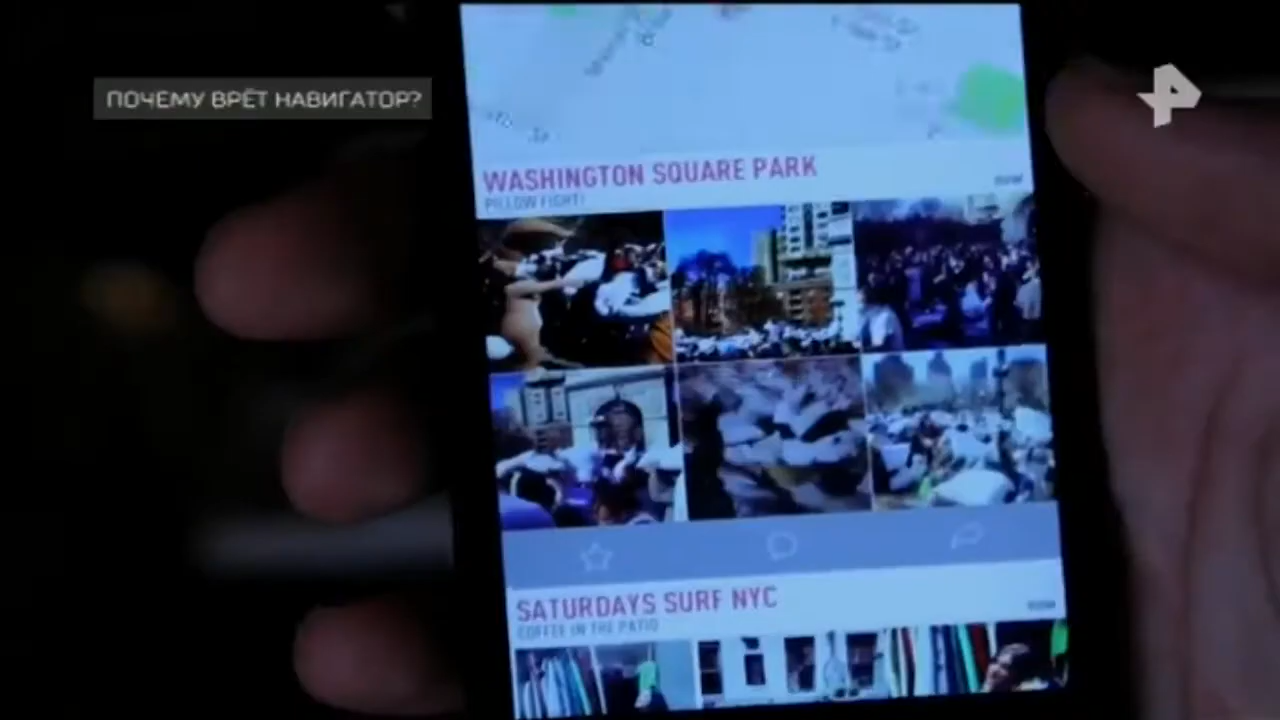 ПОЧЕМУ ВРЁТ НАВИГАТОР?
WASHINGTON SQUARE PARK
PILLOW FIGHT!
SATURDAYS SURF NYC
COFFEE IN THE PATIO